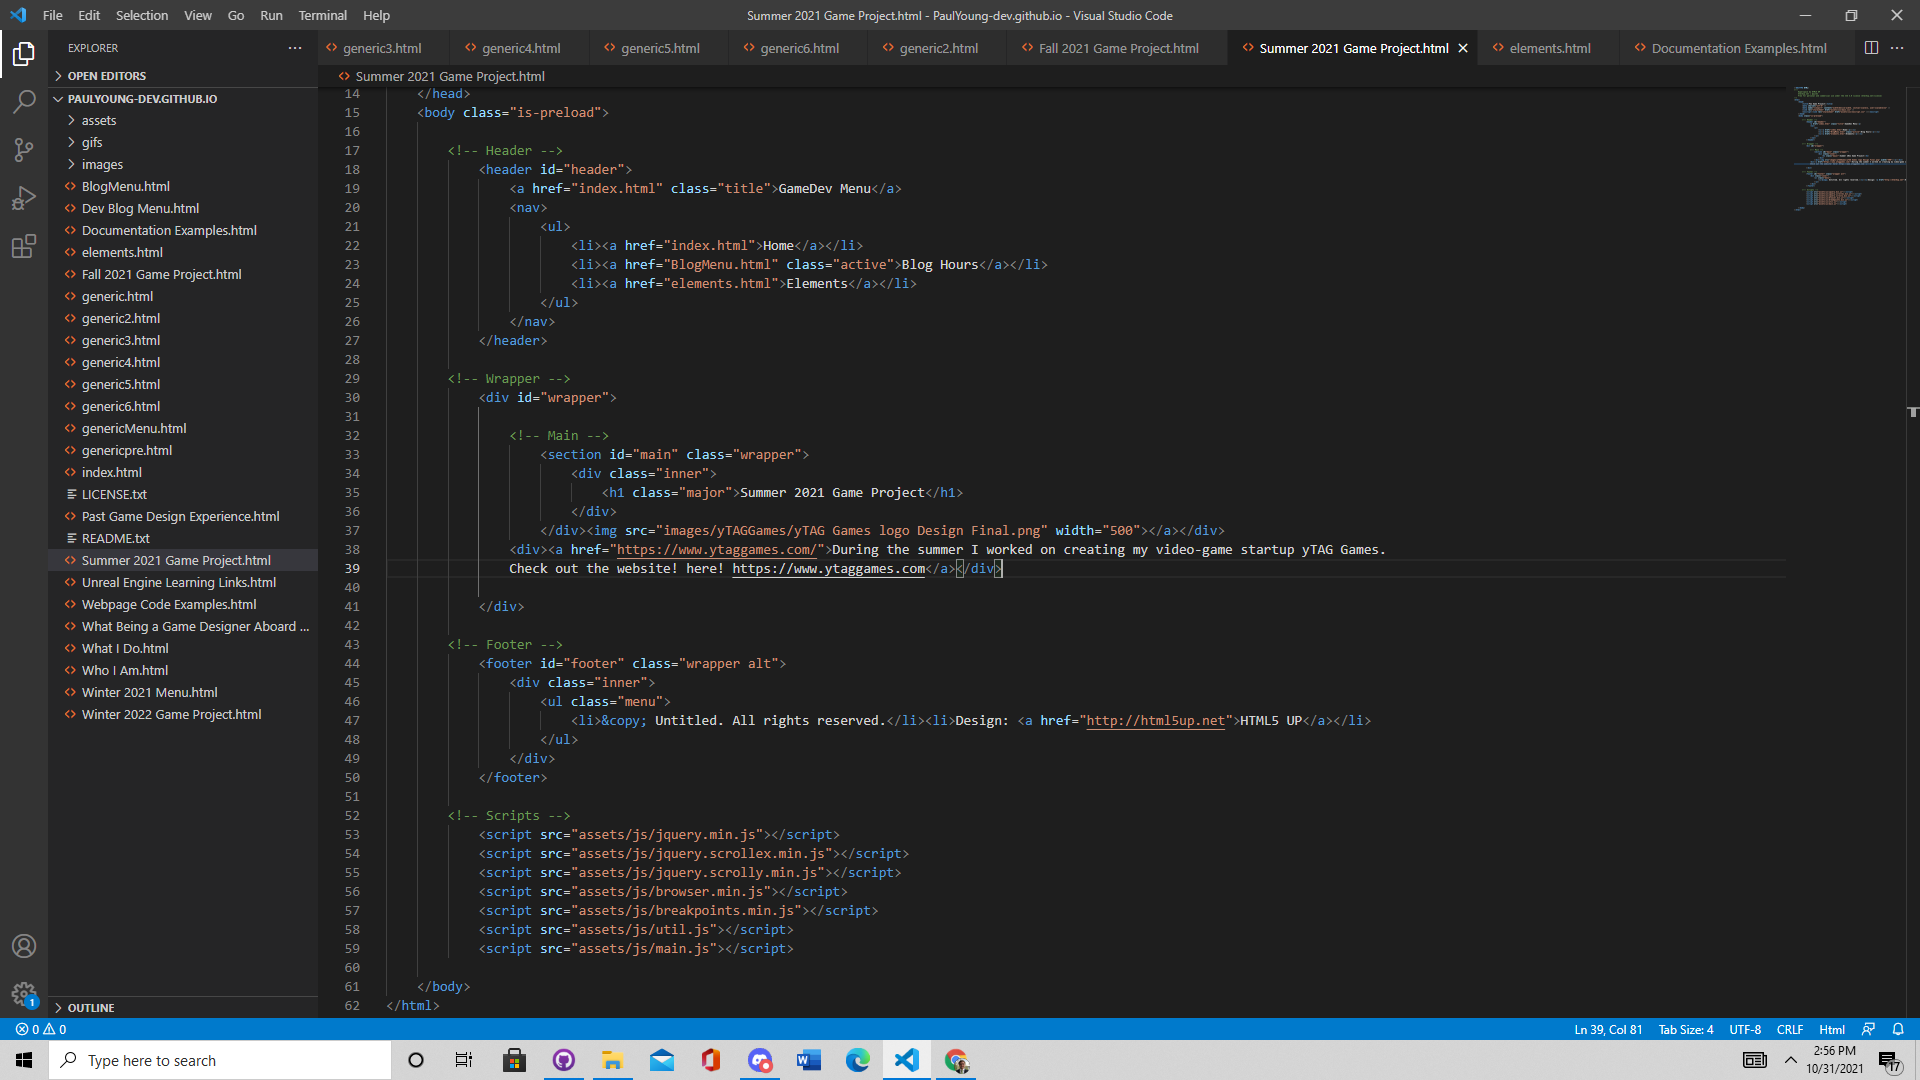 File Edit Selection View Go Run Terminal Help
Summer 2021 Game Project.html - PaulYoung-dev.github.io - Visual Studio Code
EXPLORER
generic3.html generic4.html generic5.html generic6.html generic2.html Fall 2021 Game Project.html Summer 2021 Game Project.html elements.html Documentation Examples.html
OPEN EDITORS
PAULYOUNG-DEV.GITHUB.IO
assets
gifs
images
BlogMenu.html
Dev Blog Menu.html
Documentation Examples.html
elements.html
Fall 2021 Game Project.html
generic.html
generic2.html
generic3.html
generic4.html
generic5.html
generic6.html
genericMenu.html
genericpre.html
index.html
LICENSE.txt
Past Game Design Experience.html
README.txt
Summer 2021 Game Project.html
Unreal Engine Learning Links.html
Webpage Code Examples.html
What Being a Game Designer Aboard ...
What I Do.html
Who I Am.html
Winter 2021 Menu.html
Winter 2022 Game Project.html
OUTLINE
Summer 2021 Game Project.html
14 </head>
15 <body class="is-preload">
16
17 <!-- Header -->
18 <header id="header">
19 <a href="index.html" class="title">GameDev Menu</a>
20 <nav>
21 <ul>
22 <li><a href="index.html">Home</a></li>
23 <li><a href="BlogMenu.html" class="active">Blog Hours</a></li>
24 <li><a href="elements.html">Elements</a></li>
25 </ul>
26 </nav>
27 </header>
28
29 <!-- Wrapper -->
30 <div id="wrapper">
31
32 <!-- Main -->
33 <section id="main" class="wrapper">
34 <div class="inner">
35 <h1 class="major">Summer 2021 Game Project</h1>
36 </div>
37 </div><img src="images/yTAGGames/yTAG Games logo Design Final.png" width="500"></a></div>
38 <div><a href="https://www.ytaggames.com/">During the summer I worked on creating my video-game startup yTAG Games.
39 Check out the website! here! https://www.ytaggames.com</a></div>
40
41 </div>
42
43 <!-- Footer -->
44 <footer id="footer" class="wrapper alt">
45 <div class="inner">
46 <ul class="menu">
47 <li>&copy; Untitled. All rights reserved.</li><li>Design: <a href="http://html5up.net">HTML5 UP</a></li>
48 </ul>
49 </div>
50 </footer>
51
52 <!-- Scripts -->
53 <script src="assets/js/jquery.min.js"></script>
54 <script src="assets/js/jquery.scrollex.min.js"></script>
55 <script src="assets/js/jquery.scrolly.min.js"></script>
56 <script src="assets/js/browser.min.js"></script>
57 <script src="assets/js/breakpoints.min.js"></script>
58 <script src="assets/js/util.js"></script>
59 <script src="assets/js/main.js"></script>
60
61 </body>
62 </html>
1
0 0
Ln 39, Col 81 Tab Size: 4 UTF-8 CRLF Html
Type here to search
2:56 PM
10/31/2021
17